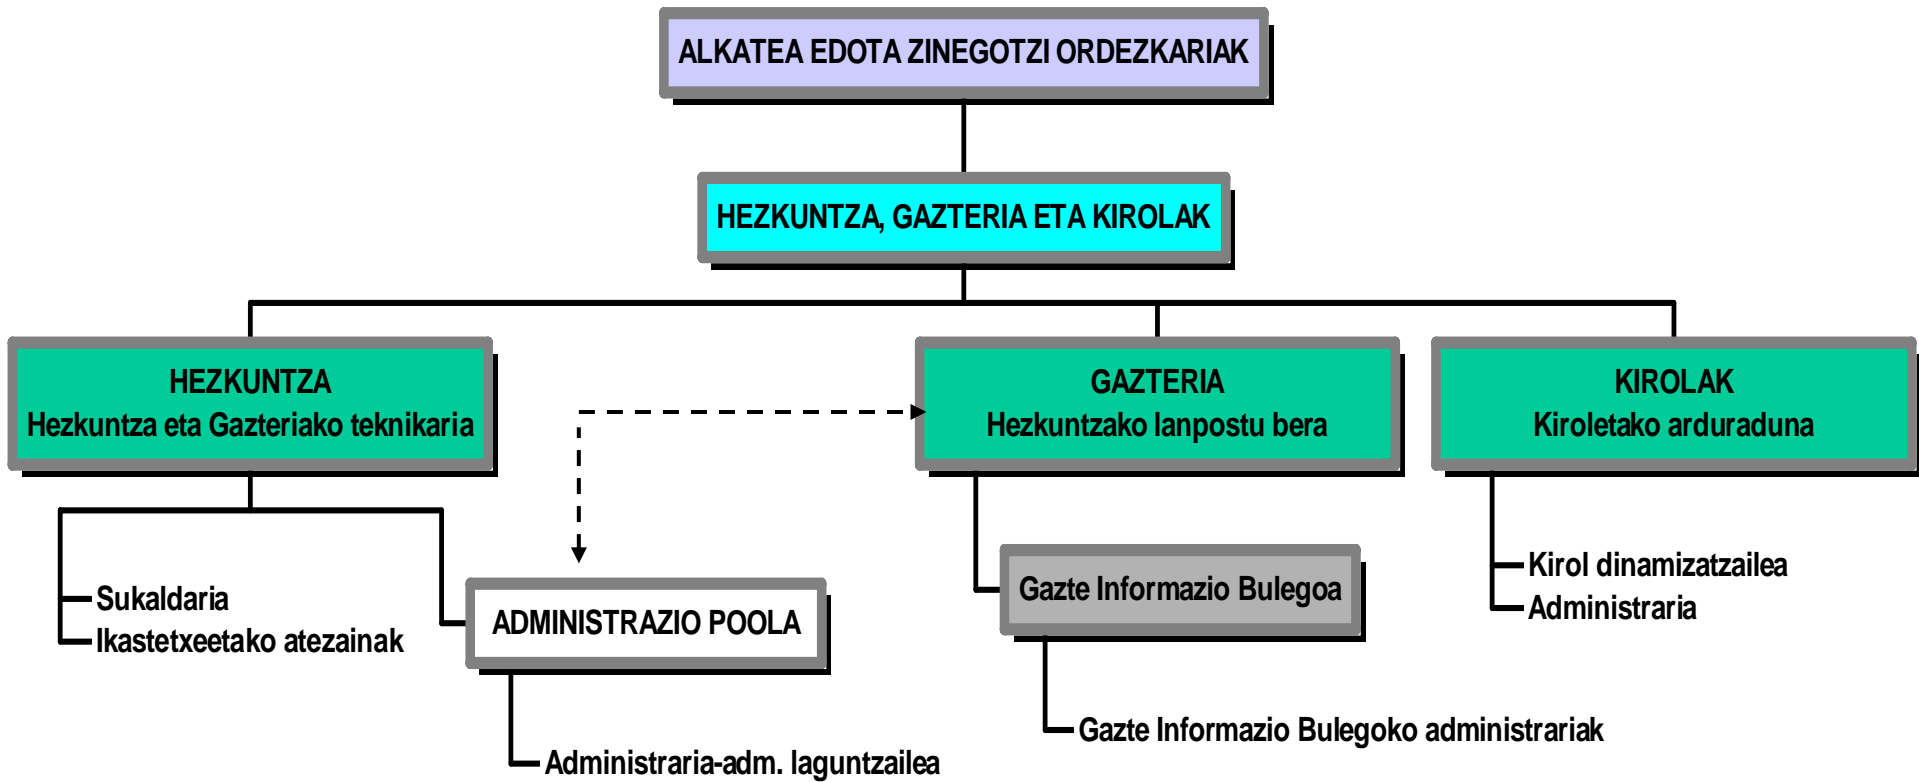 ALKATEA EDOTA ZINEGOTZI ORDEZKARIAK
HEZKUNTZA, GAZTERIA ETA KIROLAK
HEZKUNTZA
Hezkuntza eta Gazteriako teknikaria
GAZTERIA
Hezkuntzako lanpostu bera
KIROLAK
Kiroletako arduraduna
Sukaldaria
Ikastetxeetako atezainak
ADMINISTRAZIO POOLA
Administraria-adm. laguntzailea
Gazte Informazio Bulegoa
Gazte Informazio Bulegoko administrariak
Kirol dinamizatzailea
Administraria